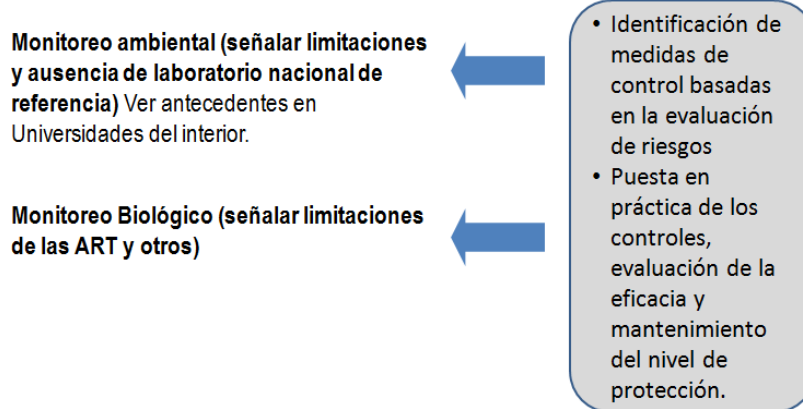 Monitoreo ambiental (señalar limitaciones
y ausencia de laboratorio nacional de
referencia) Ver antecedentes en
Universidades del interior.
Monitoreo Biológico (señalar limitaciones
de las ART y otros)
• Identificación de
medidas de
control basadas
en la evaluación
de riesgos
• Puesta en
práctica de los
controles,
evaluación de la
eficacia y
mantenimiento
del nivel de
protección.